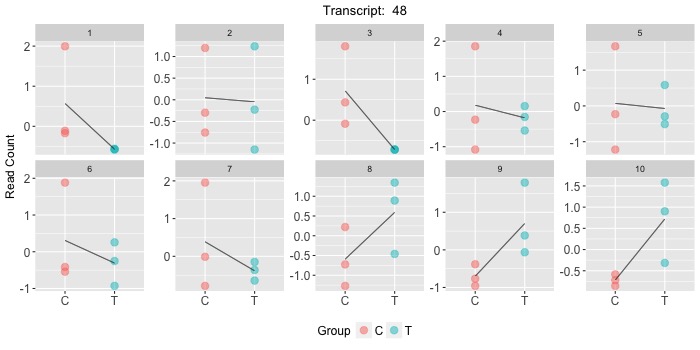 Transcript: 48
1 2 3 4 5
2 1 0
1.0 0.5 0.0 -0.5 -1.0
1 0
2 1 0 -1
1 0 -1
Read Count
6 7 8 9 10
2 1 0 -1
2 1 0
1.0 0.5 0.0 -0.5 -1.0
1 0 -1
1.5 1.0 0.5 0.0 -0.5
C T C T C T C T C T
Group C T